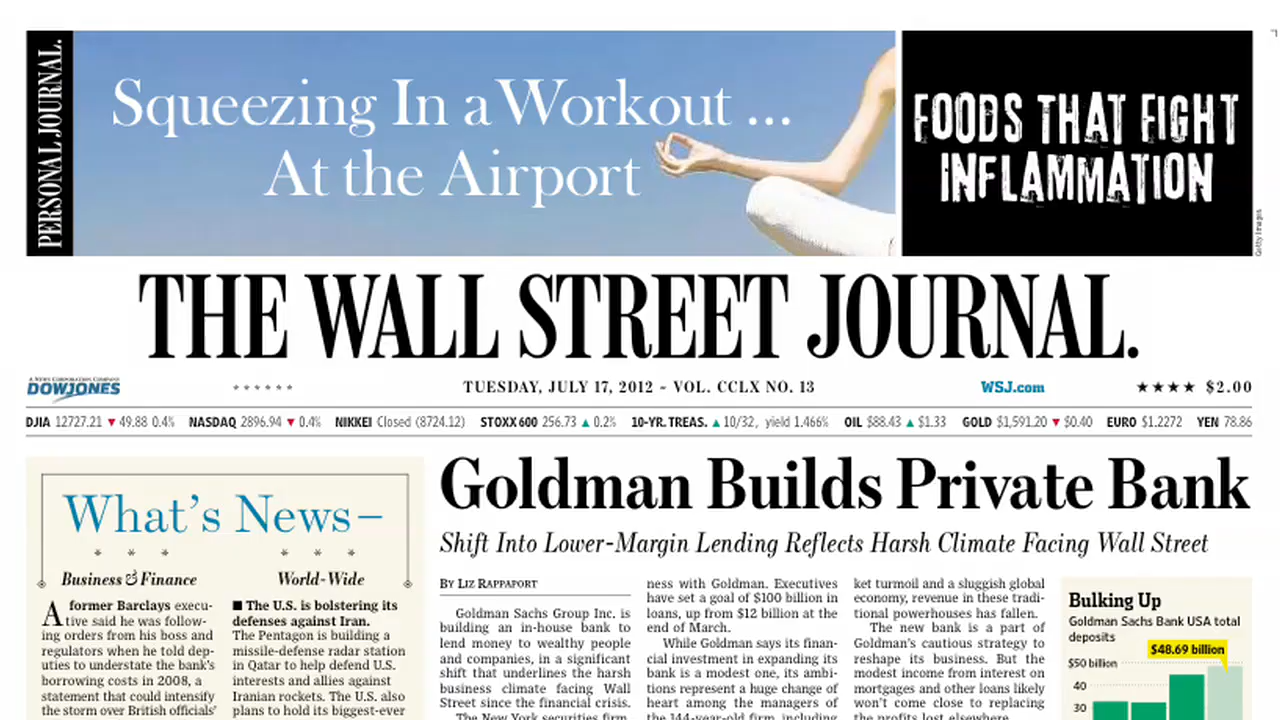 PERSONAL JOURNAL.
Squeezing In a Workout ...
At the Airport
FOODS THAT FIGHT
INFLAMMATION
Getty Images
THE WALL STREET JOURNAL.
A NEWS CORPORATION COMPANY
DOWJONES
******
TUESDAY, JULY 17, 2012 ~ VOL. CCLX NO. 13
WSJ.com
★★★★ $2.00
DJIA 12727.21 ▼ 49.88 0.4% NASDAQ 2896.94 ▼ 0.4% NIKKEI Closed (8724.12) STOXX 600 256.73 ▲ 0.2% 10-YR. TREAS. ▲ 10/32, yield 1.466% OIL $88.43 ▲ $1.33 GOLD $1,591.20 ▼ $0.40 EURO $1.2272 YEN 78.86
What's News–
* * *
* * *
Business & Finance
World-Wide
A former Barclays execu-
tive said he was follow-
ing orders from his boss and
regulators when he told dep-
uties to understate the bank's
borrowing costs in 2008, a
statement that could intensify
the storm over British officials'
■ The U.S. is bolstering its
defenses against Iran.
The Pentagon is building a
missile-defense radar station
in Qatar to help defend U.S.
interests and allies against
Iranian rockets. The U.S. also
plans to hold its biggest-ever
Goldman Builds Private Bank
Shift Into Lower-Margin Lending Reflects Harsh Climate Facing Wall Street
BY LIZ RAPPAPORT
Goldman Sachs Group Inc. is
building an in-house bank to
lend money to wealthy people
and companies, in a significant
shift that underlines the harsh
business climate facing Wall
Street since the financial crisis.
The New York securities firm,
ness with Goldman. Executives
have set a goal of $100 billion in
loans, up from $12 billion at the
end of March.
While Goldman says its finan-
cial investment in expanding its
bank is a modest one, its ambi-
tions represent a huge change of
heart among the managers of
the 144-year-old firm, including
ket turmoil and a sluggish global
economy, revenue in these tradi-
tional powerhouses has fallen.
The new bank is a part of
Goldman's cautious strategy to
reshape its business. But the
modest income from interest on
mortgages and other loans likely
won't come close to replacing
the profits lost elsewhere.
Bulking Up
Goldman Sachs Bank USA total
deposits
$48.69 billion
$50 billion
40
30